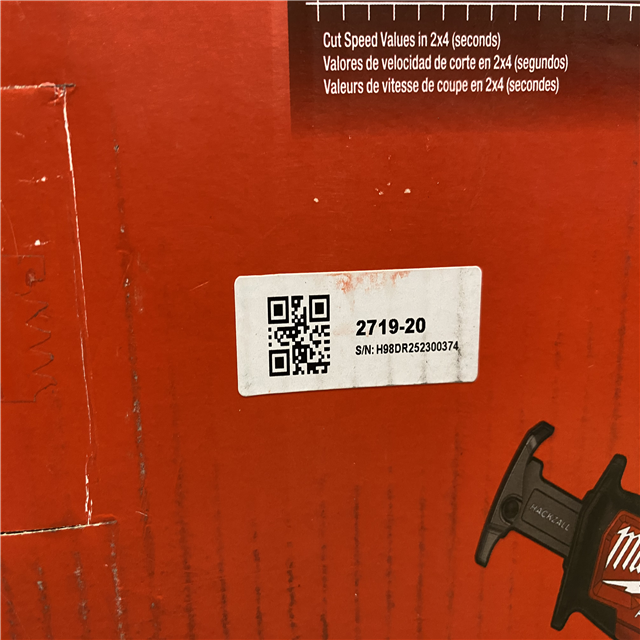 Cut Speed Values in 2x4 (seconds)
Valores de velocidad de corte en 2x4 (segundos)
Valeurs de vitesse de coupe en 2x4 (secondes)
2719-20
S/N: H98DR252300374
HACKZALL